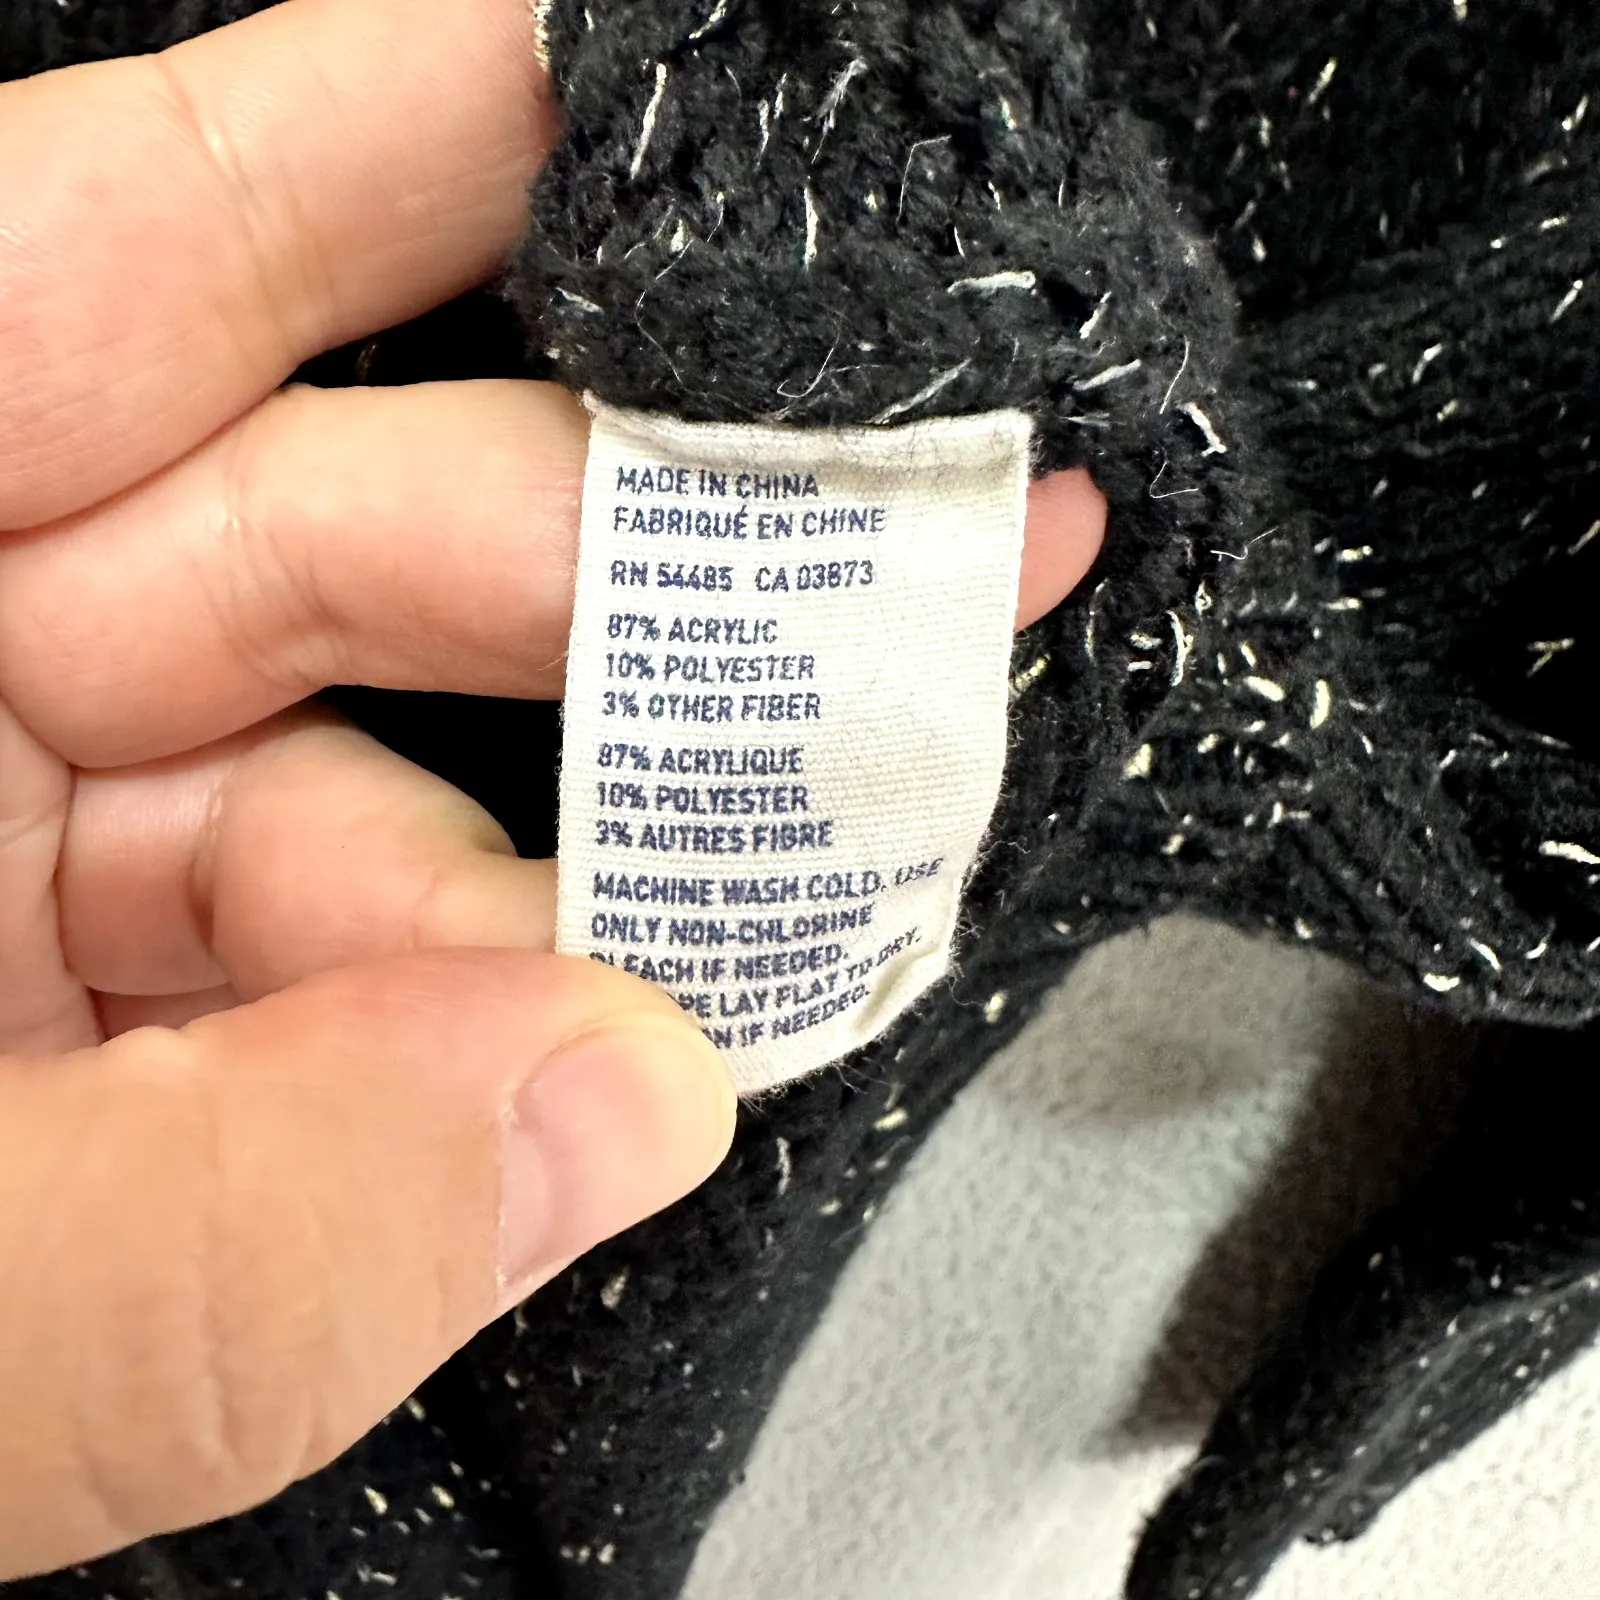 MADE IN CHINA
FABRIQUÉ EN CHINE
RN 54485 CA 03873
87% ACRYLIC
10% POLYESTER
3% OTHER FIBER
87% ACRYLIQUE
10% POLYESTER
3% AUTRES FIBRE
MACHINE WASH COLD. USE
ONLY NON-CHLORINE
BLEACH IF NEEDED.
LAY FLAT TO DRY.
IF NEEDED.